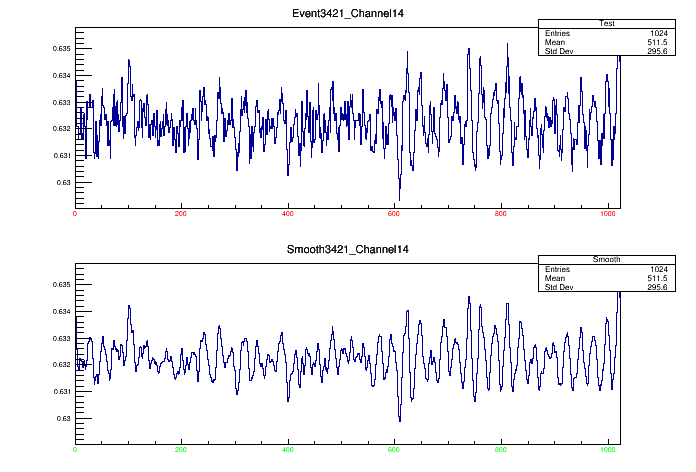 Event3421_Channel14
Test
Entries 1024
Mean 511.5
Std Dev 295.6
0.635
0.634
0.633
0.632
0.631
0.63
0 200 400 600 800 1000
Smooth3421_Channel14
Smooth
Entries 1024
Mean 511.5
Std Dev 295.6
0.635
0.634
0.633
0.632
0.631
0.63
0 200 400 600 800 1000